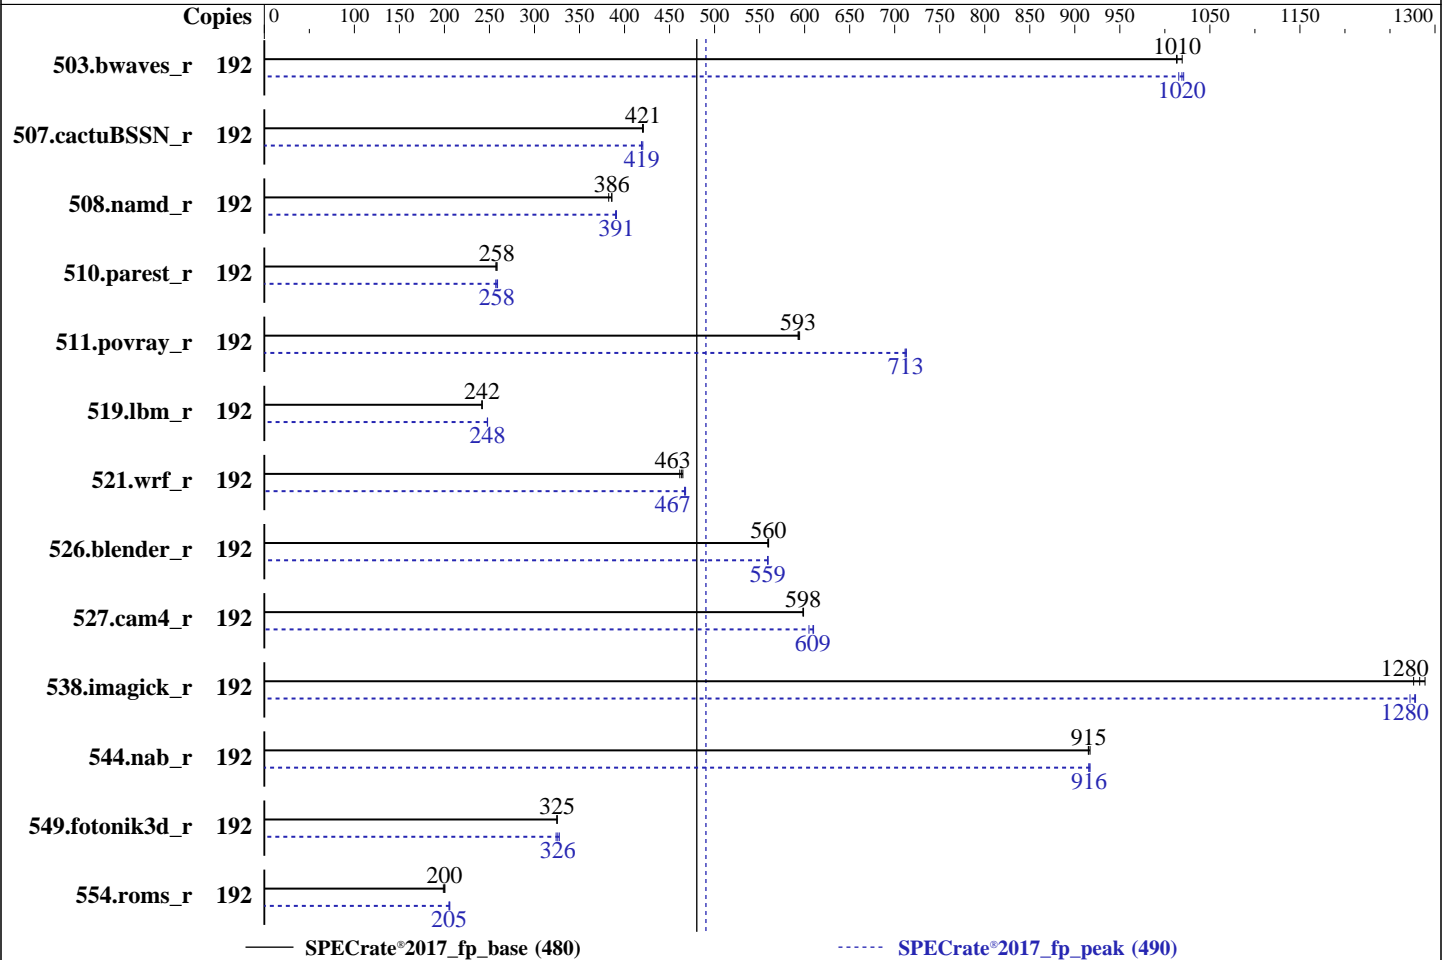 Copies 0 100 150 200 250 300 350 400 450 500 550 600 650 700 750 800 850 900 950 1050 1150 1300
503.bwaves_r 192 1010
1020
507.cactuBSSN_r 192 421
419
508.namd_r 192 386
391
510.parest_r 192 258
258
511.povray_r 192 593
713
519.lbm_r 192 242
248
521.wrf_r 192 463
467
526.blender_r 192 560
559
527.cam4_r 192 598
609
538.imagick_r 192 1280
1280
544.nab_r 192 915
916
549.fotonik3d_r 192 325
326
554.roms_r 192 200
205
SPECrate®2017_fp_base (480) SPECrate®2017_fp_peak (490)